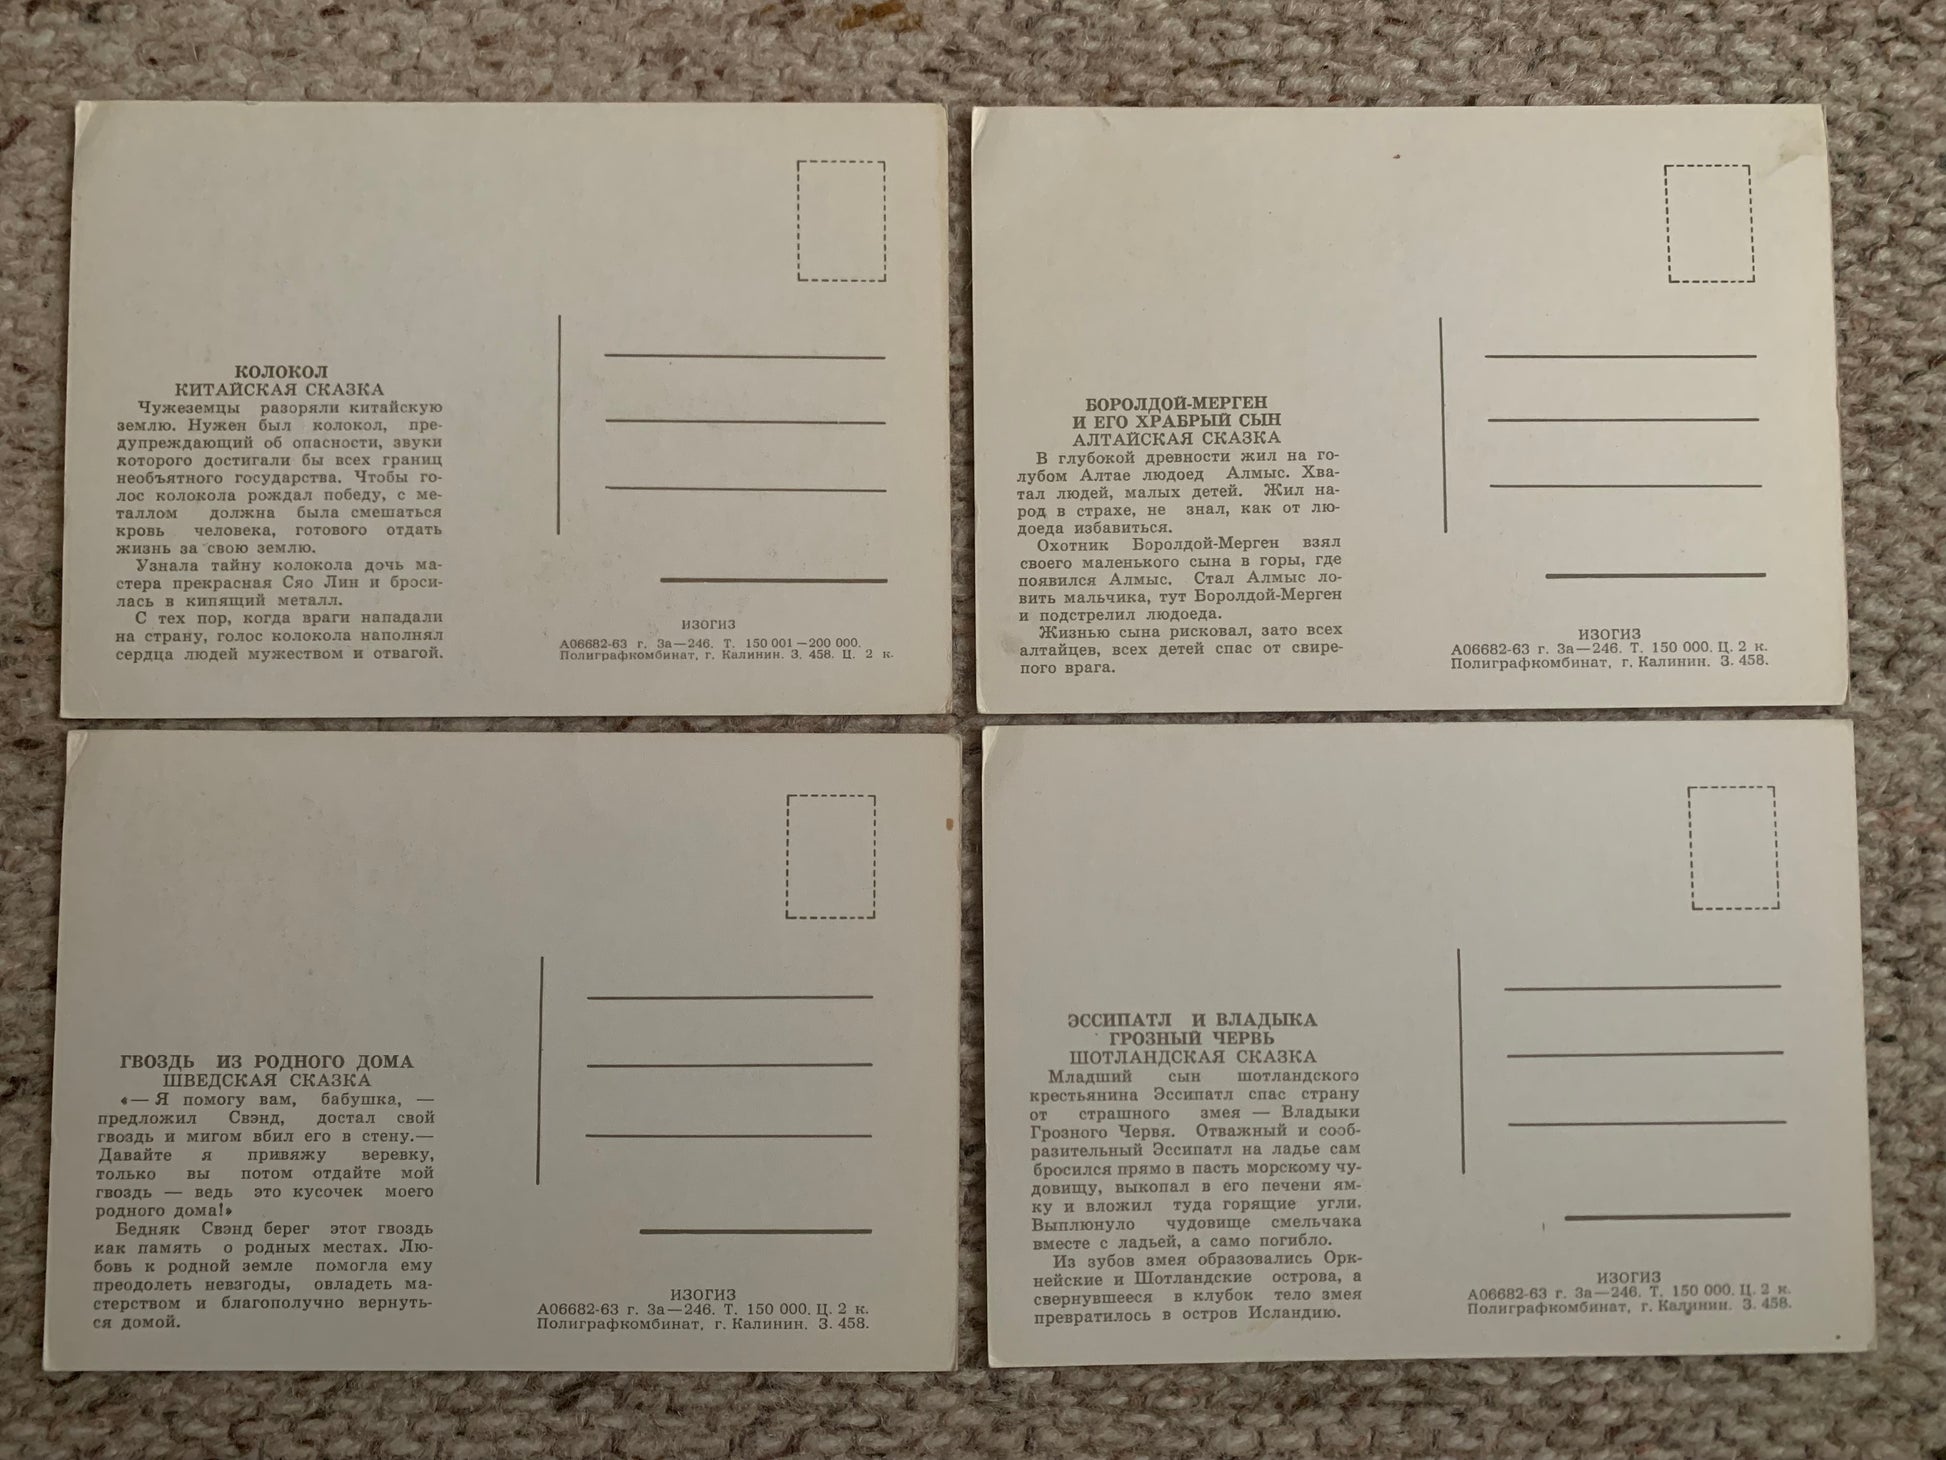 КОЛОКОЛ
КИТАЙСКАЯ СКАЗКА
Чужеземцы разоряли китайскую
землю. Нужен был колокол, пре-
дупреждающий об опасности, звуки
которого достигали бы всех границ
необъятного государства. Чтобы го-
лос колокола рождал победу, с ме-
таллом должна была смешаться
кровь человека, готового отдать
жизнь за свою землю.
Узнала тайну колокола дочь ма-
стера прекрасная Сяо Лин и броси-
лась в кипящий металл.
С тех пор, когда враги нападали
на страну, голос колокола наполнял
сердца людей мужеством и отвагой.
ИЗОГИЗ
А06682-63 г. За—246. Т. 150 001—200 000.
Полиграфкомбинат, г. Калинин. З. 458. Ц. 2 к.
БОРОЛДОЙ-МЕРГЕН
И ЕГО ХРАБРЫЙ СЫН
АЛТАЙСКАЯ СКАЗКА
В глубокой древности жил на го-
лубом Алтае людоед Алмыс. Хва-
тал людей, малых детей. Жил на-
род в страхе, не знал, как от лю-
доеда избавиться.
Охотник Боролдой-Мерген взял
своего маленького сына в горы, где
появился Алмыс. Стал Алмыс ло-
вить мальчика, тут Боролдой-Мерген
и подстрелил людоеда.
Жизнью сына рисковал, зато всех
алтайцев, всех детей спас от свире-
пого врага.
ИЗОГИЗ
А06682-63 г. За—246. Т. 150 000. Ц. 2 к.
Полиграфкомбинат, г. Калинин. З. 458.
ГВОЗДЬ ИЗ РОДНОГО ДОМА
ШВЕДСКАЯ СКАЗКА
«— Я помогу вам, бабушка, —
предложил Свэнд, достал свой
гвоздь и мигом вбил его в стену.—
Давайте я привяжу веревку,
только вы потом отдайте мой
гвоздь — ведь это кусочек моего
родного дома!»
Бедняк Свэнд берег этот гвоздь
как память о родных местах. Лю-
бовь к родной земле помогла ему
преодолеть невзгоды, овладеть ма-
стерством и благополучно вернуть-
ся домой.
ИЗОГИЗ
А06682-63 г. За—246. Т. 150 000. Ц. 2 к.
Полиграфкомбинат, г. Калинин. З. 458.
ЭССИПАТЛ И ВЛАДЫКА
ГРОЗНЫЙ ЧЕРВЬ
ШОТЛАНДСКАЯ СКАЗКА
Младший сын шотландского
крестьянина Эссипатл спас страну
от страшного змея — Владыки
Грозного Червя. Отважный и сооб-
разительный Эссипатл на ладье сам
бросился прямо в пасть морскому чу-
довищу, выкопал в его печени ям-
ку и вложил туда горящие угли.
Выплюнуло чудовище смельчака
вместе с ладьей, а само погибло.
Из зубов змея образовались Орк-
нейские и Шотландские острова, а
свернувшееся в клубок тело змея
превратилось в остров Исландию.
ИЗОГИЗ
А06682-63 г. За—246. Т. 150 000. Ц. 2 к.
Полиграфкомбинат, г. Калинин. З. 458.